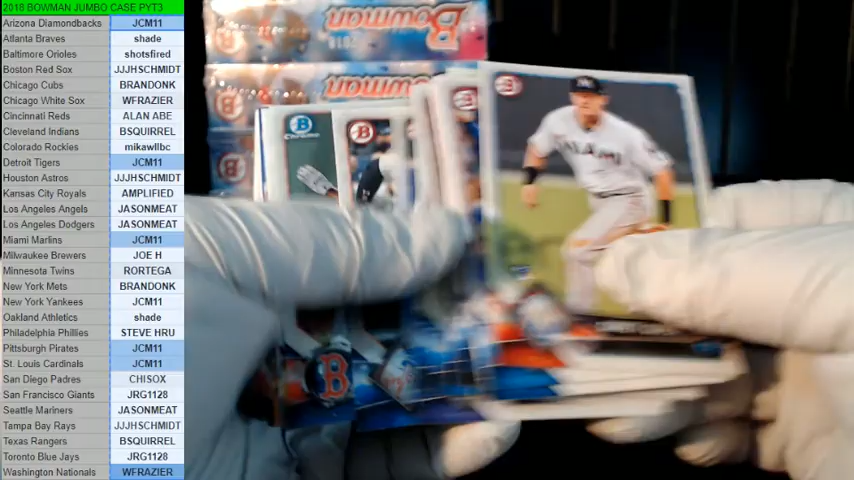 2018 BOWMAN JUMBO CASE PYT3
Arizona Diamondbacks JCM11
Atlanta Braves shade
Baltimore Orioles shotsfired
Boston Red Sox JJJHSCHMIDT
Chicago Cubs BRANDONK
Chicago White Sox WFRAZIER
Cincinnati Reds ALAN ABE
Cleveland Indians BSQUIRREL
Colorado Rockies mikawllbc
Detroit Tigers JCM11
Houston Astros JJJHSCHMIDT
Kansas City Royals AMPLIFIED
Los Angeles Angels JASONMEAT
Los Angeles Dodgers JASONMEAT
Miami Marlins JCM11
Milwaukee Brewers JOE H
Minnesota Twins RORTEGA
New York Mets BRANDONK
New York Yankees JCM11
Oakland Athletics shade
Philadelphia Phillies STEVE HRU
Pittsburgh Pirates JCM11
St. Louis Cardinals JCM11
San Diego Padres CHISOX
San Francisco Giants JRG1128
Seattle Mariners JASONMEAT
Tampa Bay Rays JJJHSCHMIDT
Texas Rangers BSQUIRREL
Toronto Blue Jays JRG1128
Washington Nationals WFRAZIER
Bowman
2018
Bowman
B
B
Chrome
B
B
B
MIAMI
B